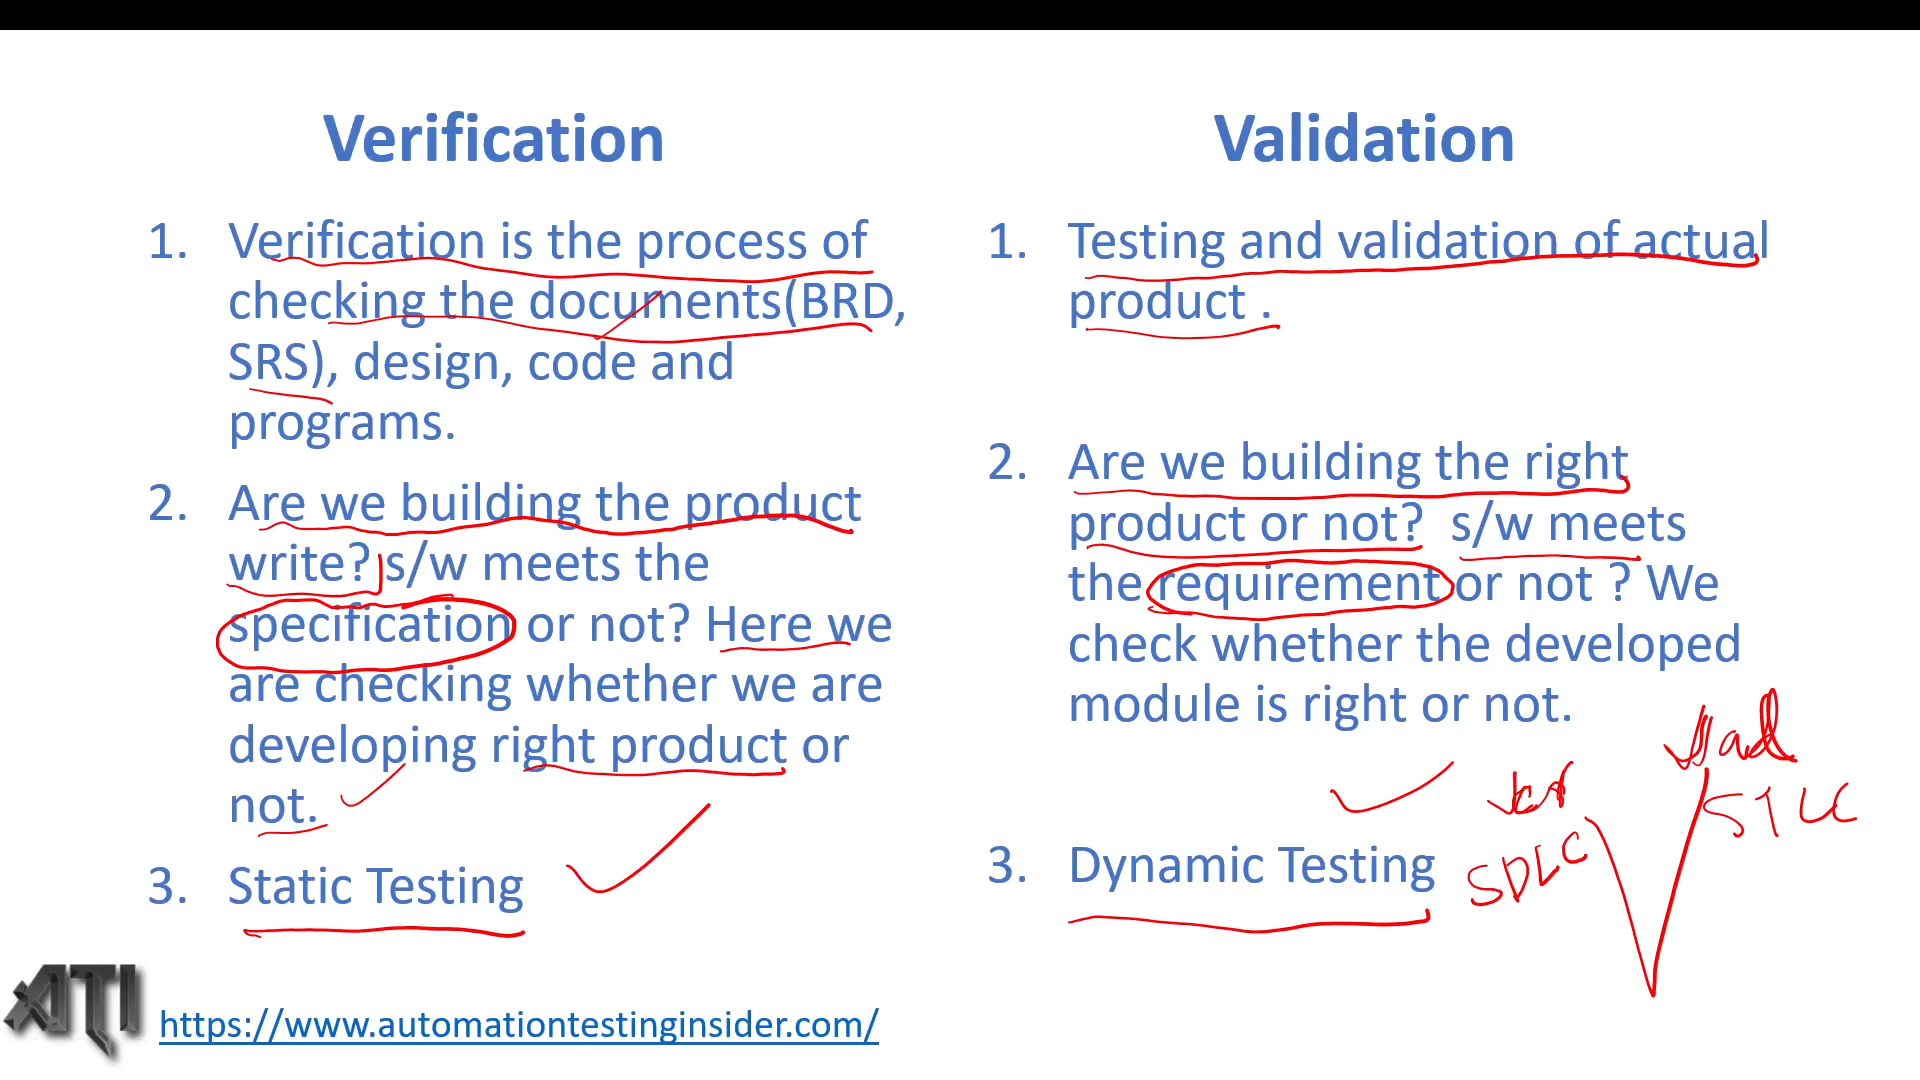 Verification
1. Verification is the process of
checking the documents(BRD,
SRS), design, code and
programs.
2. Are we building the product
write? s/w meets the
specification or not? Here we
are checking whether we are
developing right product or
not.
3. Static Testing
Validation
1. Testing and validation of actual
product .
2. Are we building the right
product or not? s/w meets
the requirement or not ? We
check whether the developed
module is right or not.
3. Dynamic Testing
SDLC
STLC
ATI
https://www.automationtestinginsider.com/